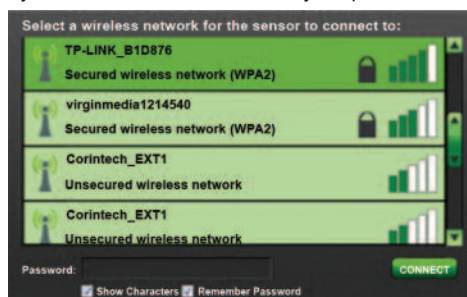 Select a wireless network for the sensor to connect to:
TP-LINK_B1D876
Secured wireless network (WPA2)
virginmedia1214540
Secured wireless network (WPA2)
Corintech_EXT1
Unsecured wireless network
Corintech_EXT1
Unsecured wireless network
Password:
CONNECT
Show Characters Remember Password